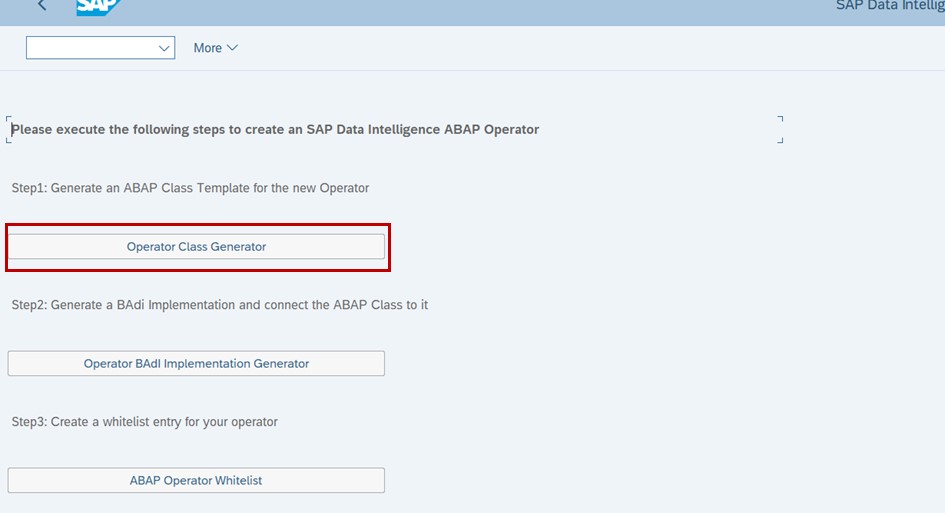 SAP
SAP Data Intellig
More
Please execute the following steps to create an SAP Data Intelligence ABAP Operator
Step1: Generate an ABAP Class Template for the new Operator
Operator Class Generator
Step2: Generate a BAdi Implementation and connect the ABAP Class to it
Operator BAdI Implementation Generator
Step3: Create a whitelist entry for your operator
ABAP Operator Whitelist